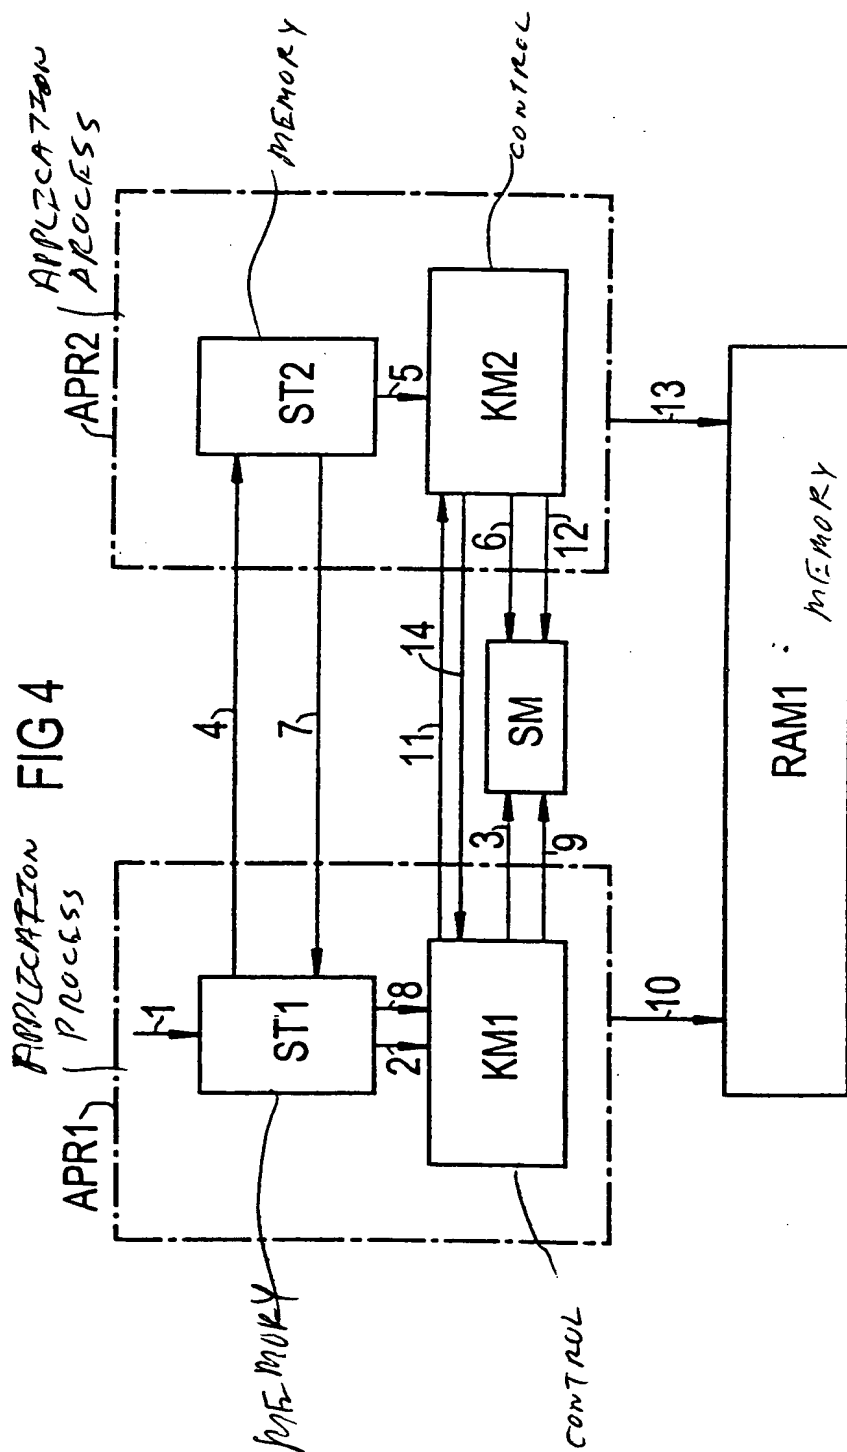 FIG 4
APPLICATION
PROCESS
APR1
APPLICATION
PROCESS
APR2
1
4
MEMORY
ST1
ST2
MEMORY
7
2
8
5
11
14
CONTROL
KM1
KM2
CONTROL
3
6
SM
9
12
10
13
RAM1
MEMORY